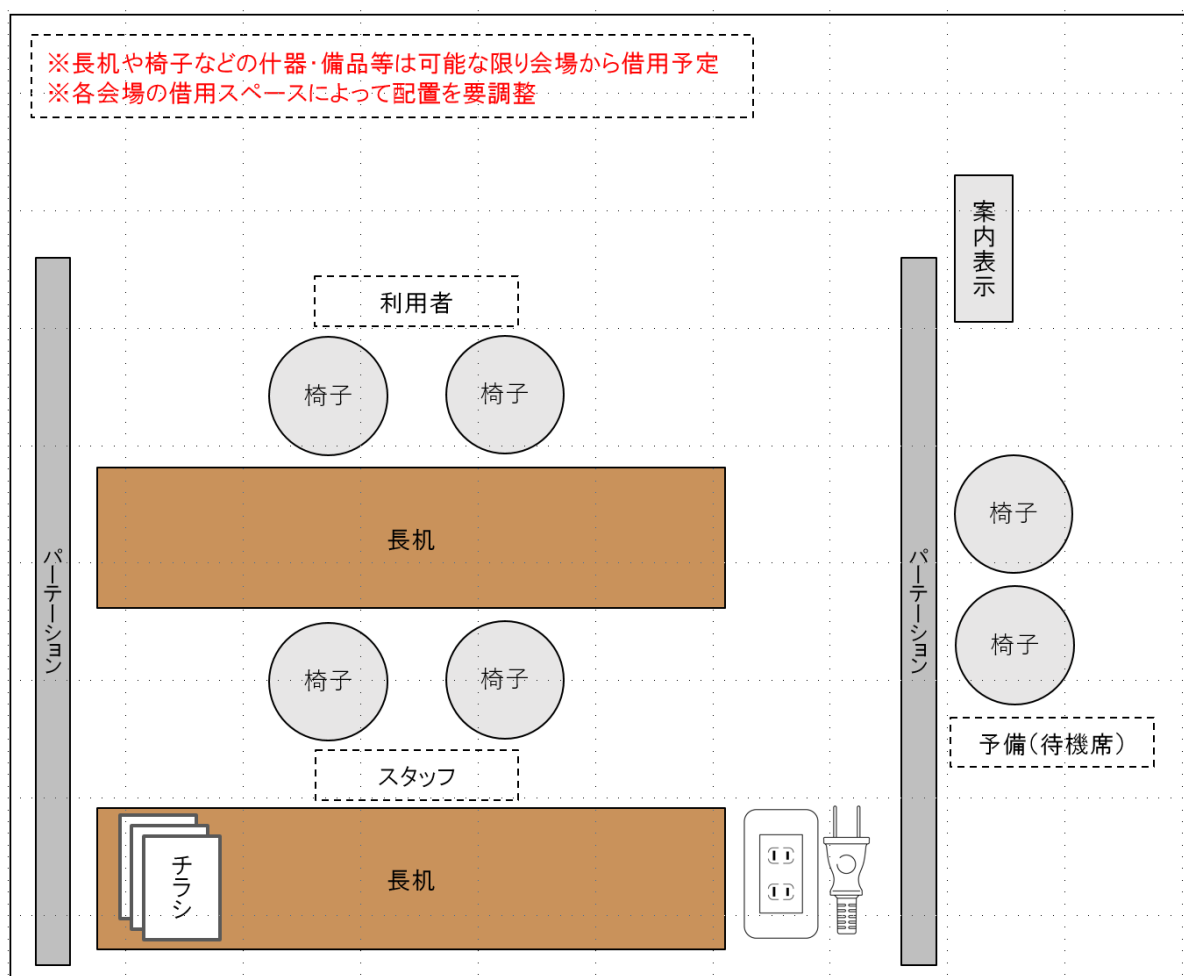 ※長机や椅子などの什器・備品等は可能な限り会場から借用予定
※各会場の借用スペースによって配置を要調整
案内表示
利用者
椅子
椅子
長机
椅子
椅子
パーテーション
パーテーション
椅子
椅子
予備(待機席)
スタッフ
チラシ
長机